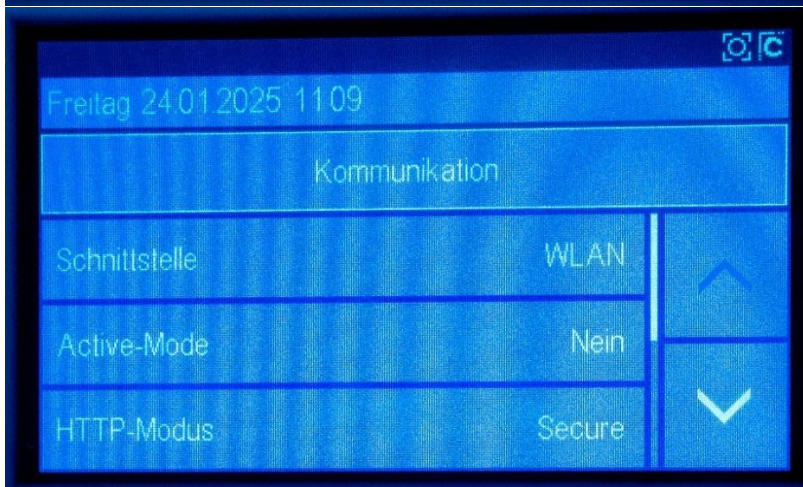 Freitag 24.01.2025 11:09
Kommunikation
Schnittstelle WLAN
Active-Mode Nein
HTTP-Modus Secure